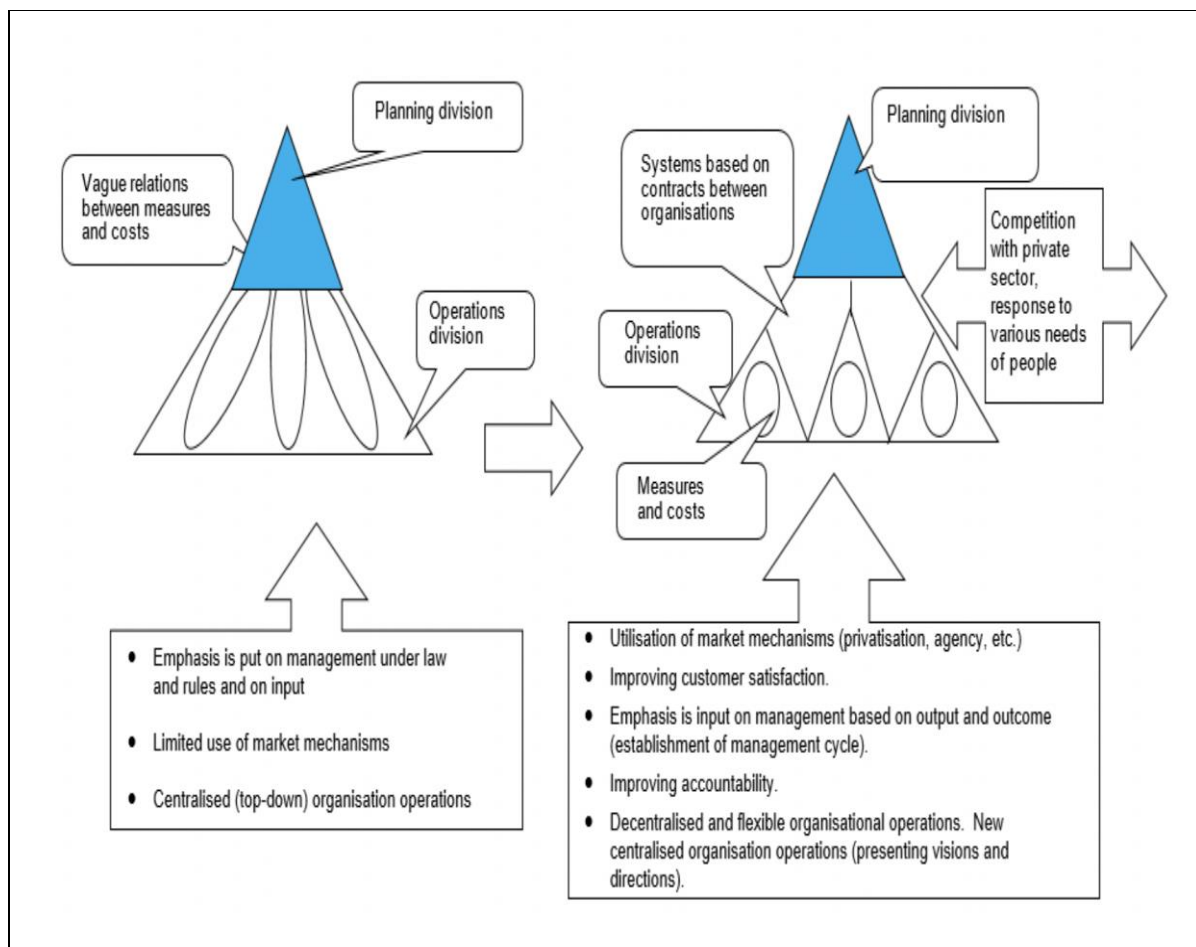 Planning division
Vague relations
between measures
and costs
Operations
division
Planning division
Systems based on
contracts between
organisations
Competition
with private
sector,
response to
various needs
of people
Operations
division
Measures
and costs
• Emphasis is put on management under law
and rules and on input
• Limited use of market mechanisms
• Centralised (top-down) organisation operations
• Utilisation of market mechanisms (privatisation, agency, etc.)
• Improving customer satisfaction.
• Emphasis is input on management based on output and outcome
(establishment of management cycle).
• Improving accountability.
• Decentralised and flexible organisational operations. New
centralised organisation operations (presenting visions and
directions).